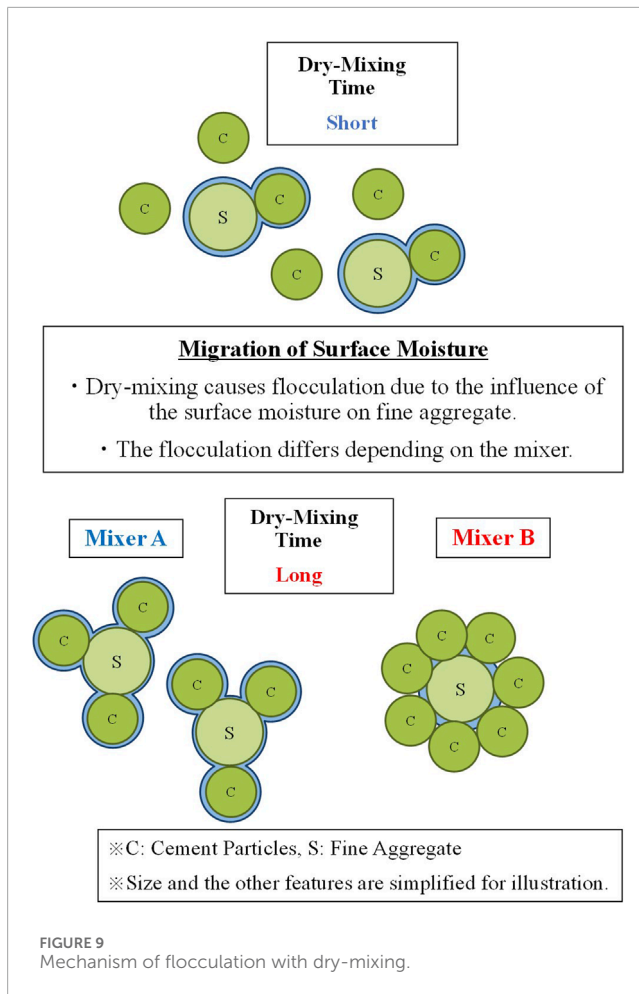 Dry-Mixing
Time
Short
C
C
C
S
C
C
C
S
Migration of Surface Moisture
・Dry-mixing causes flocculation due to the influence of
the surface moisture on fine aggregate.
・The flocculation differs depending on the mixer.
Mixer A
Dry-Mixing
Time
Long
Mixer B
C
C
S
C
C
C
S
C
C
C
C
C
S
C
C
C
※C: Cement Particles, S: Fine Aggregate
※Size and the other features are simplified for illustration.
FIGURE 9
Mechanism of flocculation with dry-mixing.